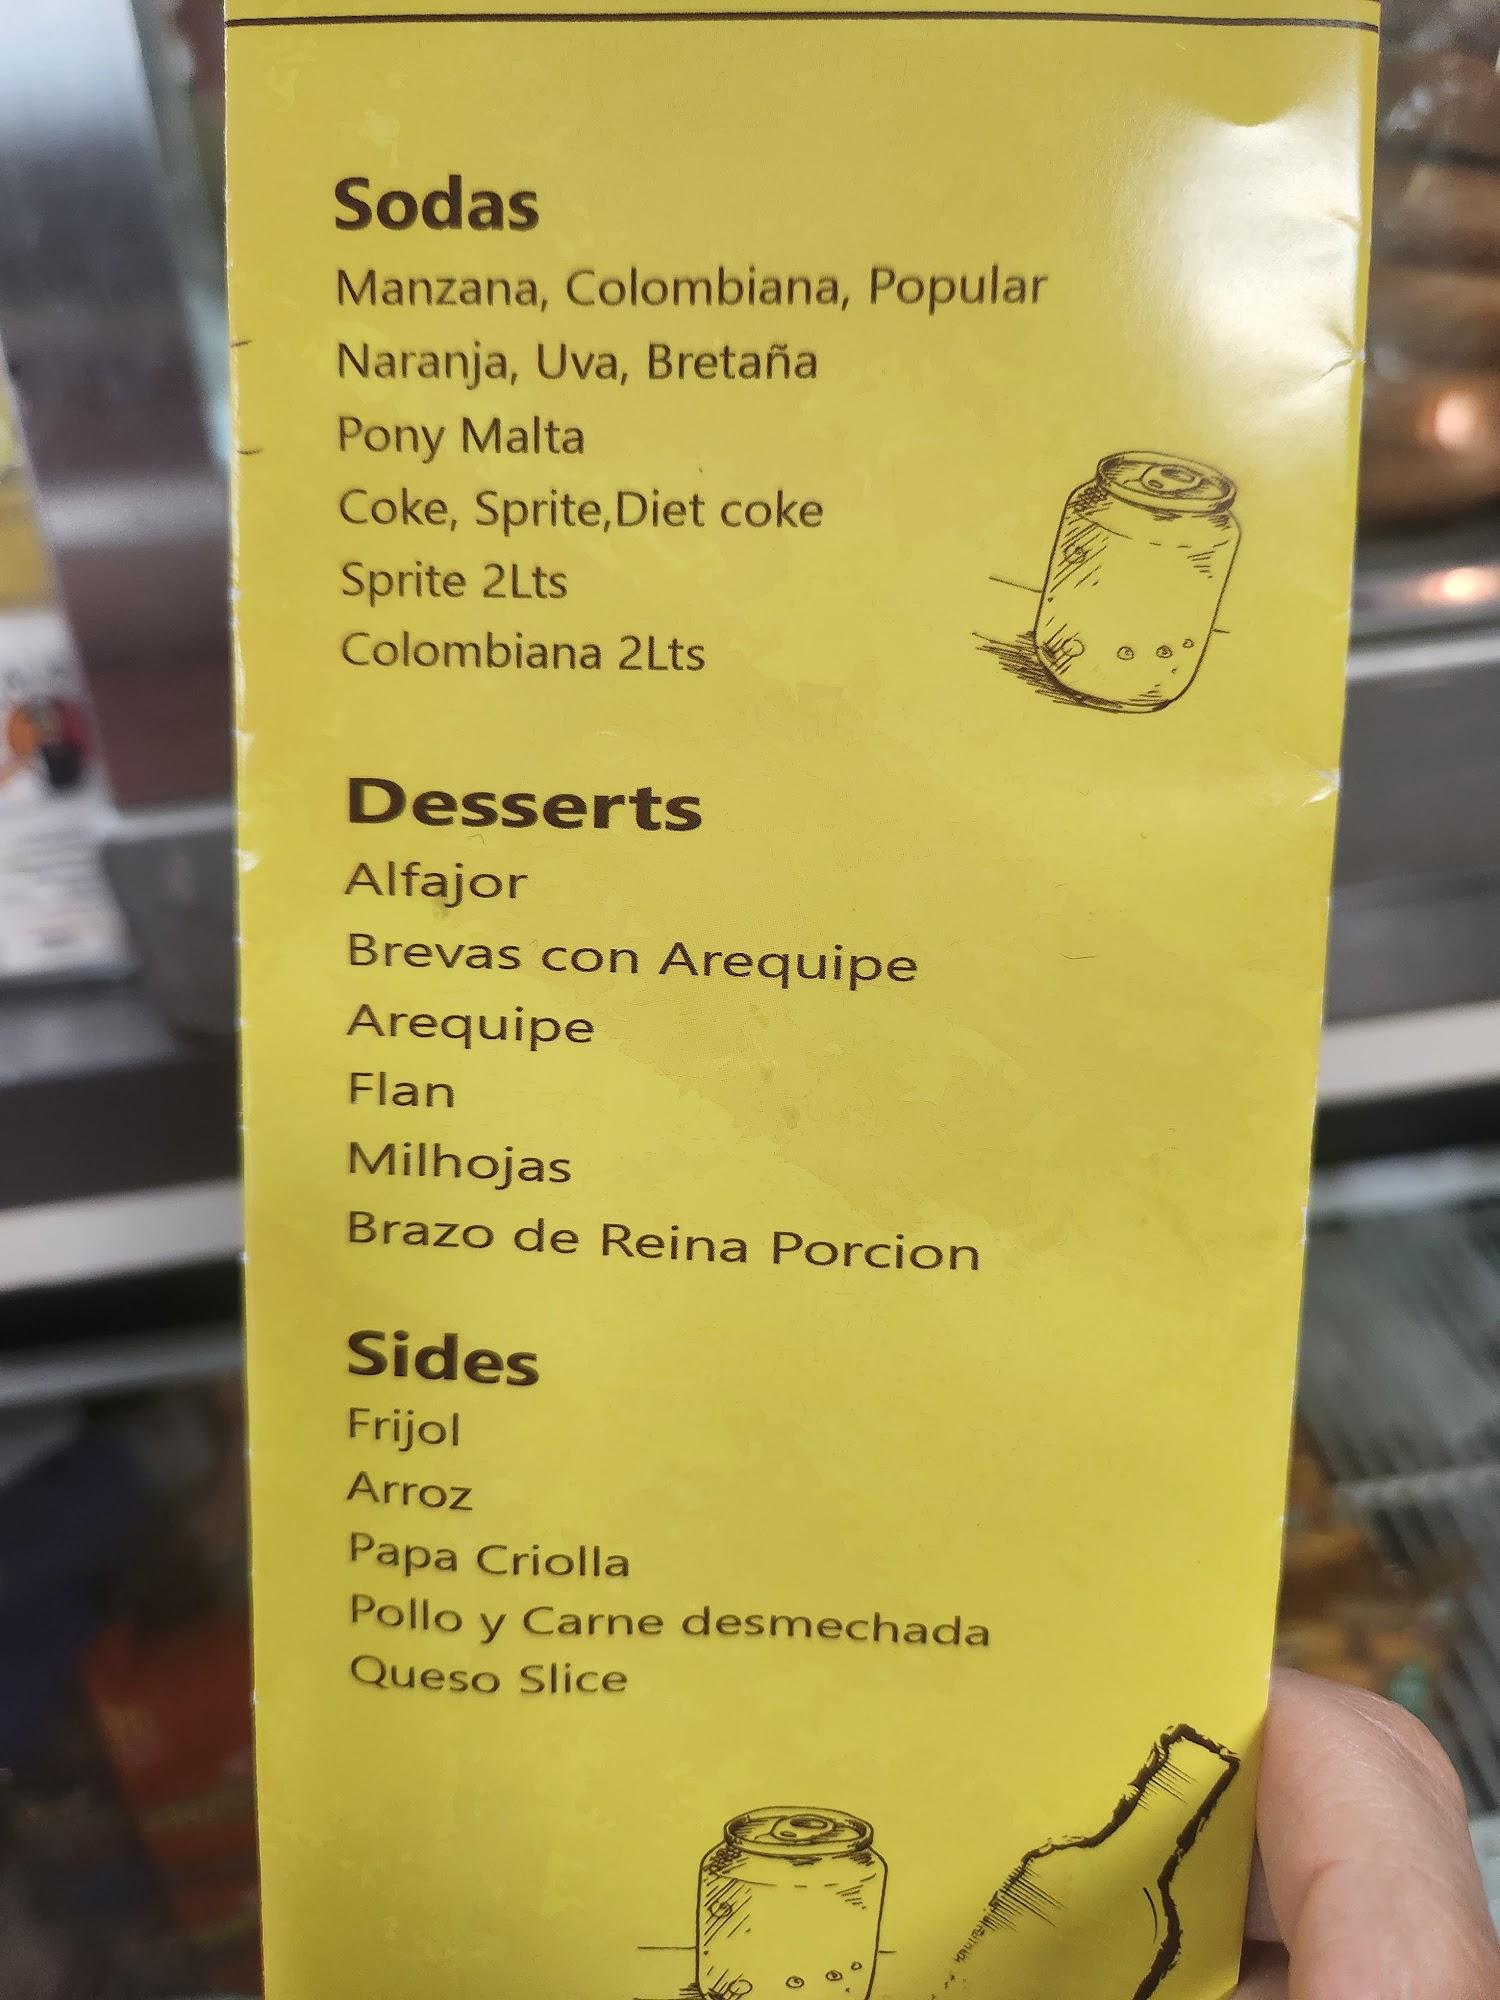 Sodas
Manzana, Colombiana, Popular
Naranja, Uva, Bretaña
Pony Malta
Coke, Sprite,Diet coke
Sprite 2Lts
Colombiana 2Lts
Desserts
Alfajor
Brevas con Arequipe
Arequipe
Flan
Milhojas
Brazo de Reina Porcion
Sides
Frijol
Arroz
Papa Criolla
Pollo y Carne desmechada
Queso Slice